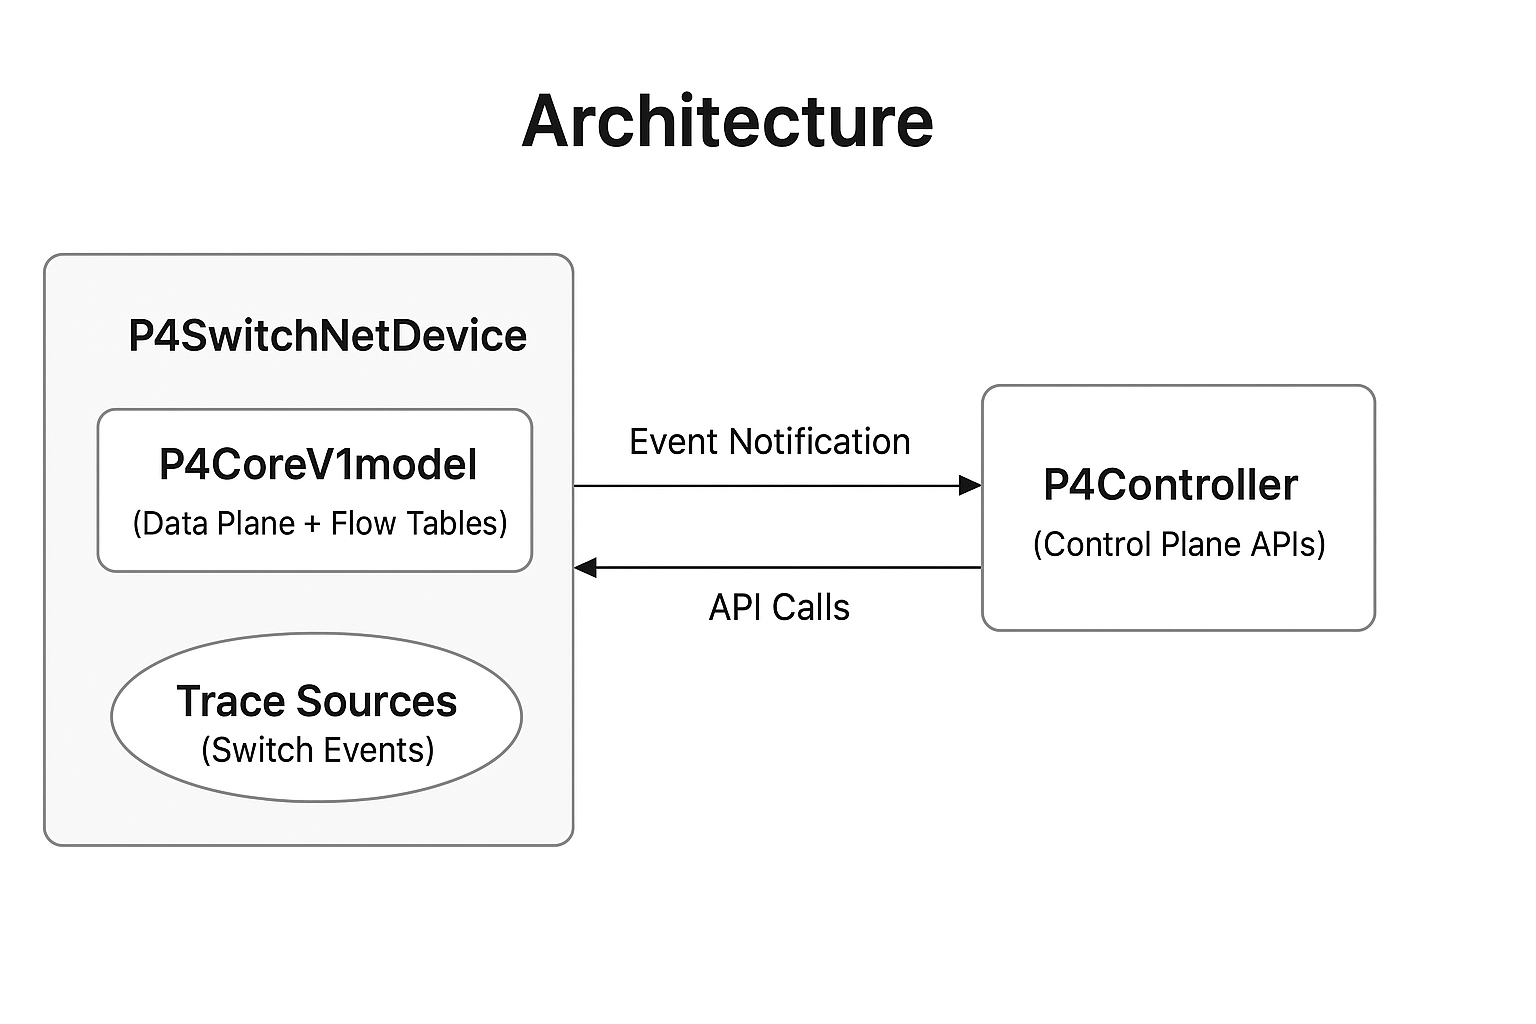 Architecture
P4SwitchNetDevice
P4CoreV1model
(Data Plane + Flow Tables)
Trace Sources
(Switch Events)
Event Notification
API Calls
P4Controller
(Control Plane APIs)